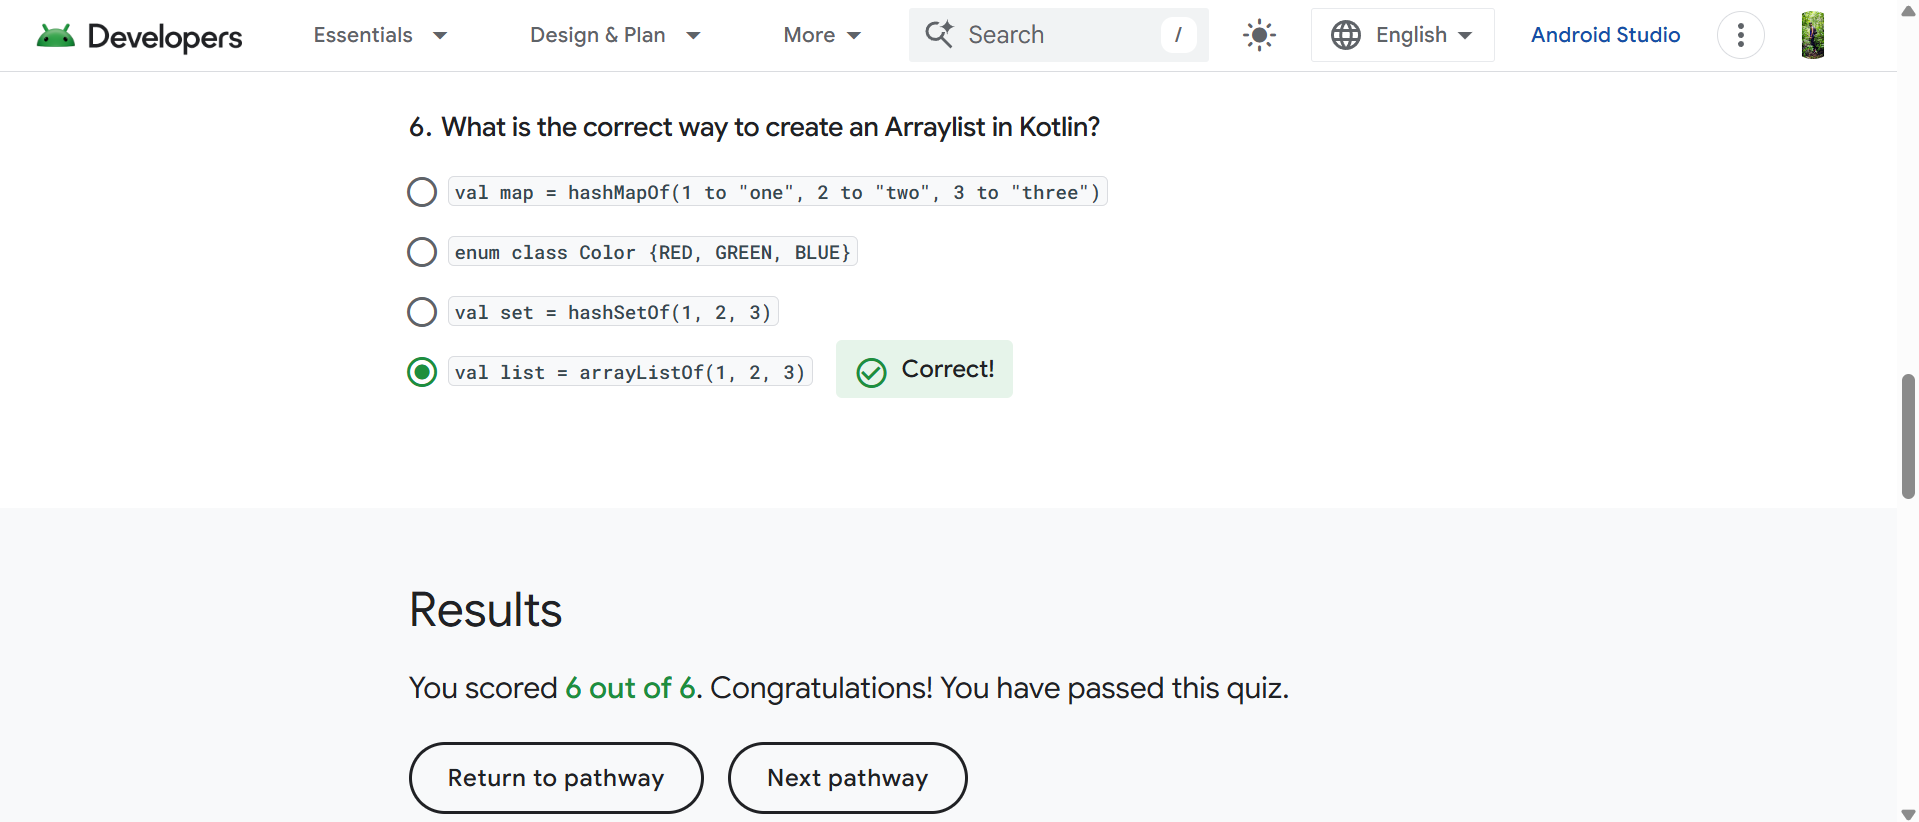 Developers Essentials Design & Plan More Search / English Android Studio
6. What is the correct way to create an Arraylist in Kotlin?
val map = hashMapOf(1 to "one", 2 to "two", 3 to "three")
enum class Color {RED, GREEN, BLUE}
val set = hashSetOf(1, 2, 3)
val list = arrayListOf(1, 2, 3) Correct!
Results
You scored 6 out of 6. Congratulations! You have passed this quiz.
Return to pathway Next pathway